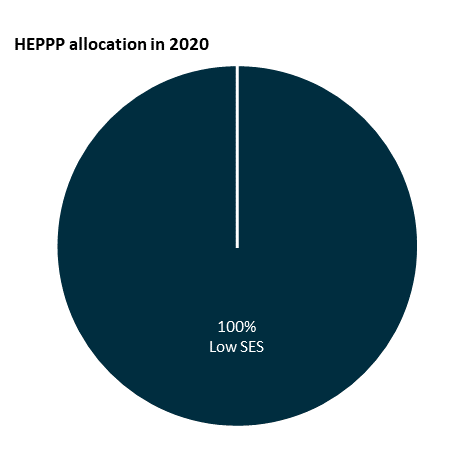 HEPPP allocation in 2020
100%
Low SES